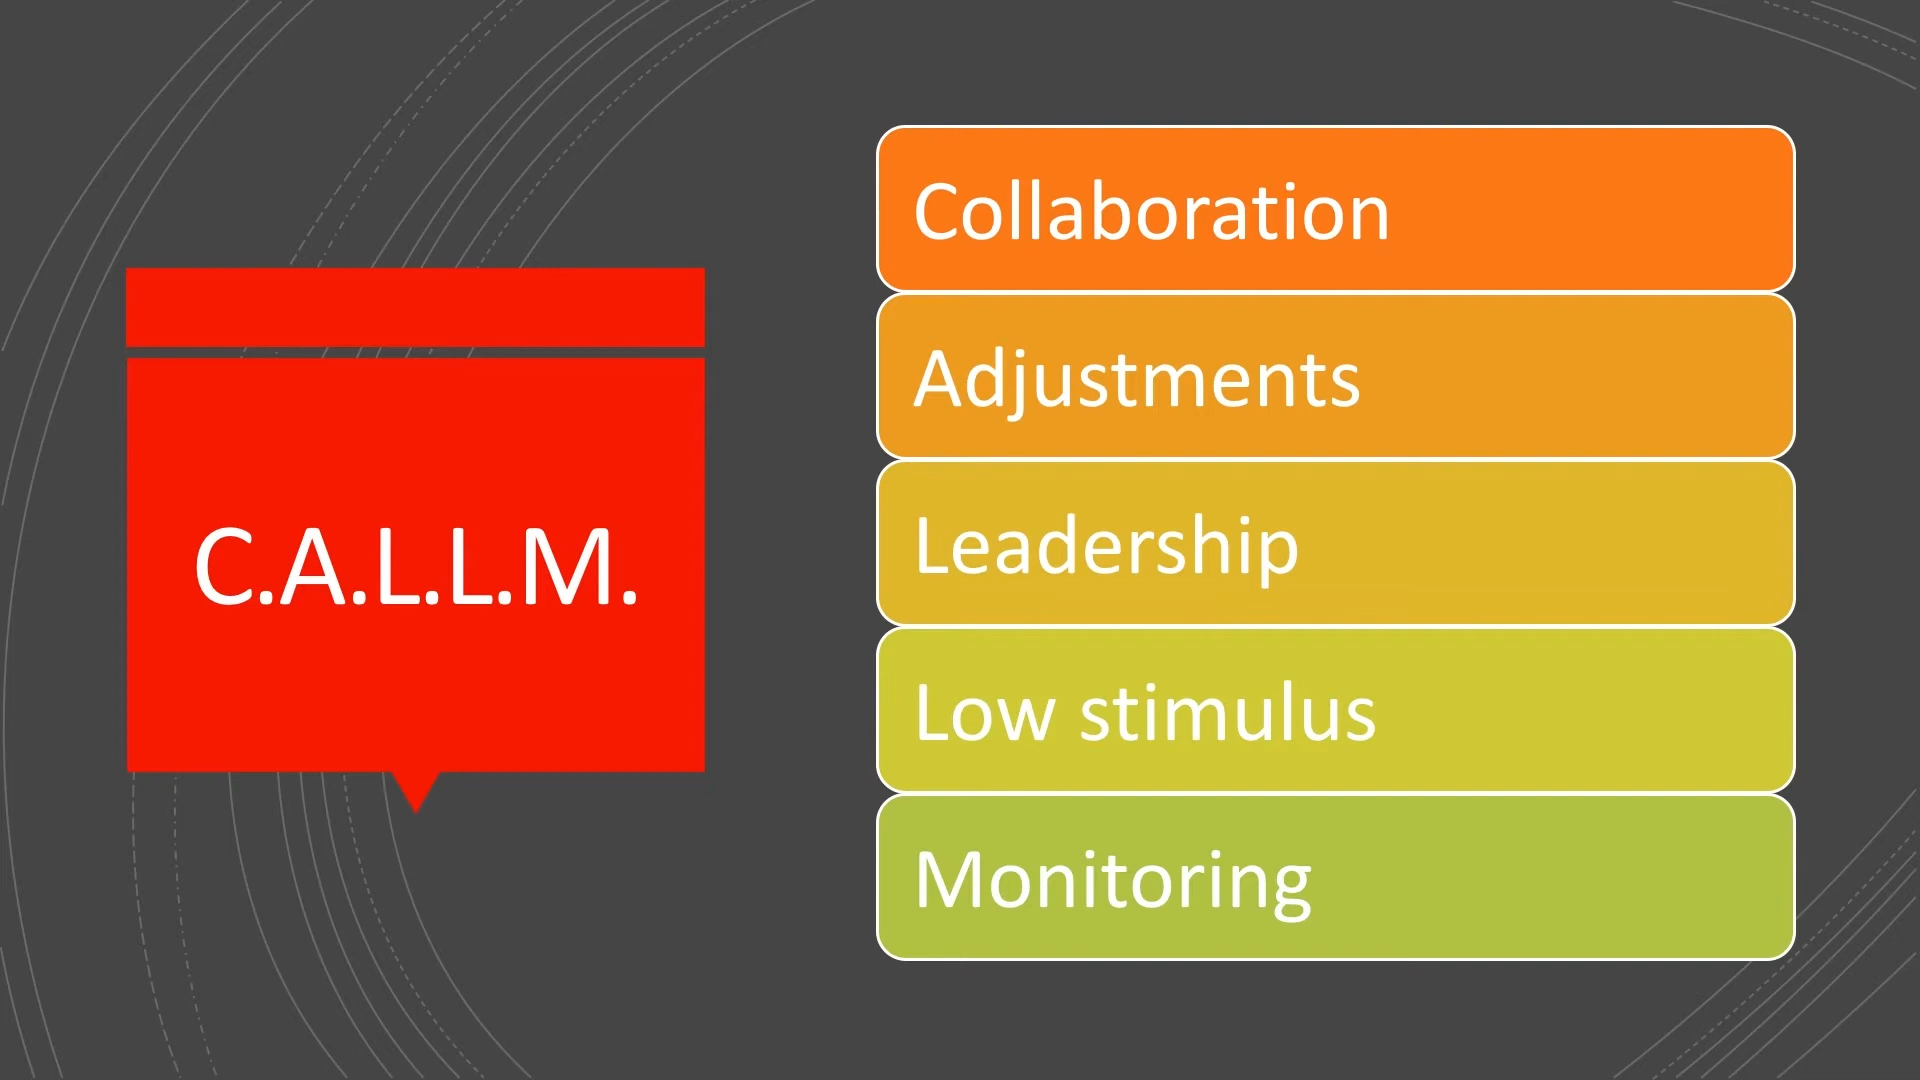 C.A.L.L.M.
Collaboration
Adjustments
Leadership
Low stimulus
Monitoring